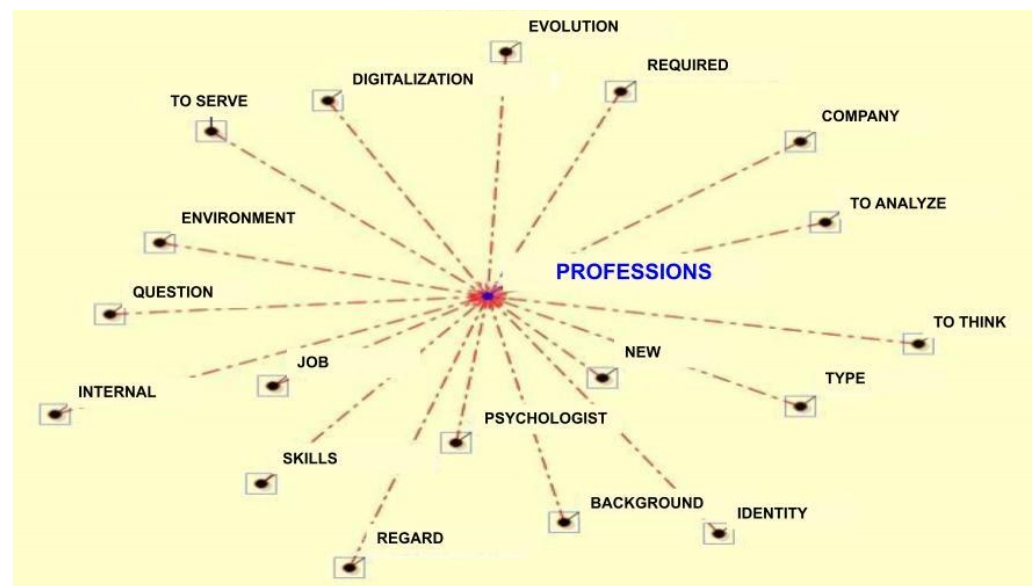 EVOLUTION
REQUIRED
DIGITALIZATION
TO SERVE
COMPANY
TO ANALYZE
ENVIRONMENT
PROFESSIONS
QUESTION
TO THINK
NEW
JOB
TYPE
INTERNAL
PSYCHOLOGIST
SKILLS
BACKGROUND
IDENTITY
REGARD